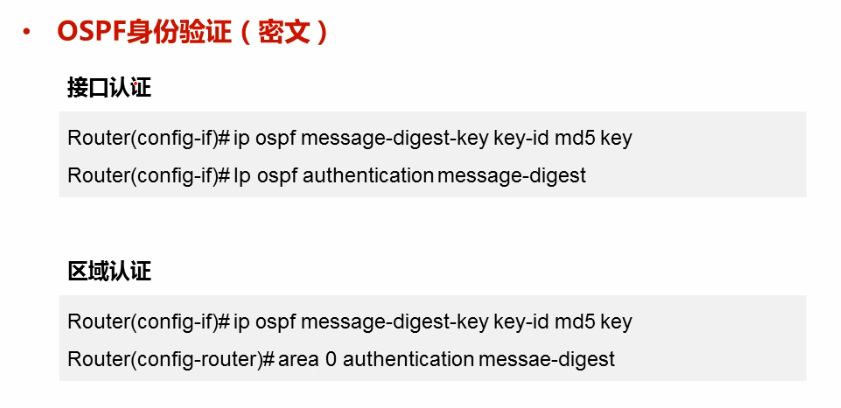 • OSPF身份验证（密文）
接口认证
Router(config-if)# ip ospf message-digest-key key-id md5 key
Router(config-if)# Ip ospf authentication message-digest
区域认证
Router(config-if)# ip ospf message-digest-key key-id md5 key
Router(config-router)# area 0 authentication messae-digest